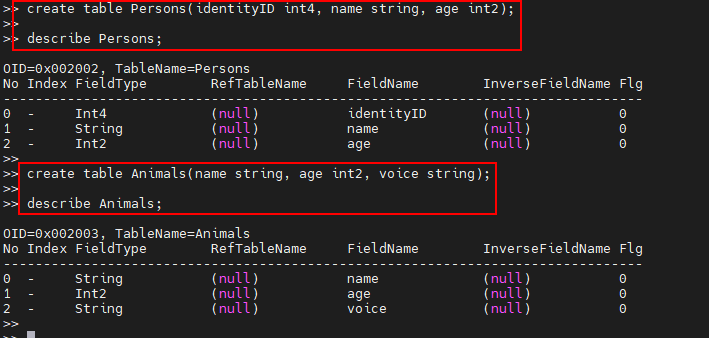 >> create table Persons(identityID int4, name string, age int2);
>>
>> describe Persons;
OID=0x002002, TableName=Persons
No Index FieldType RefTableName FieldName InverseFieldName Flg
--------------------------------------------------------------------------------
0 - Int4 (null) identityID (null) 0
1 - String (null) name (null) 0
2 - Int2 (null) age (null) 0
>>
>> create table Animals(name string, age int2, voice string);
>>
>> describe Animals;
OID=0x002003, TableName=Animals
No Index FieldType RefTableName FieldName InverseFieldName Flg
--------------------------------------------------------------------------------
0 - String (null) name (null) 0
1 - Int2 (null) age (null) 0
2 - String (null) voice (null) 0
>>
>>